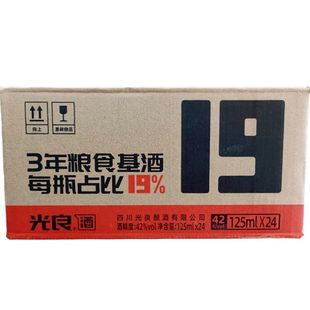 向上
易碎物品
19
3年粮食基酒
每瓶占比19%
光良酒
四川光良酿酒有限公司
酒精度:42%vol 净含量:125ml×24
42
125ml×24